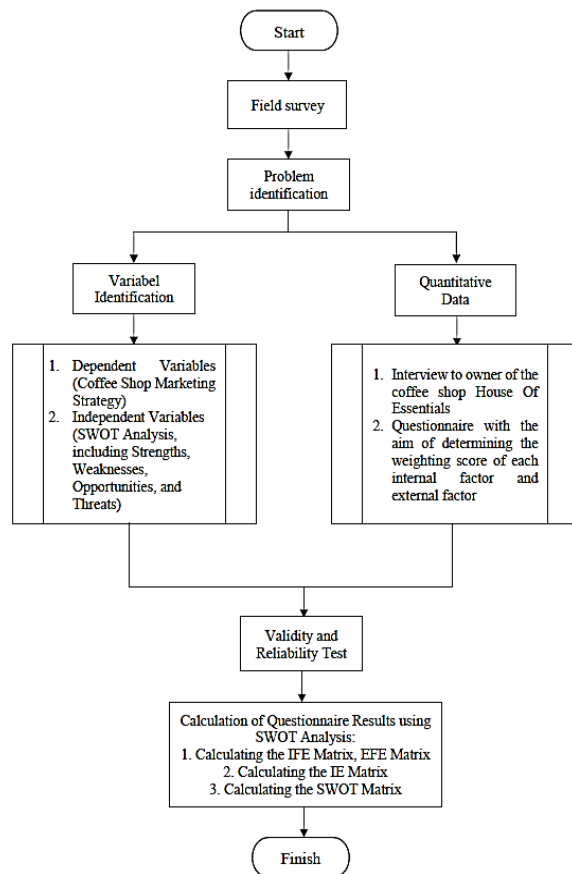 Start
Field survey
Problem
identification
Variabel
Identification
Quantitative
Data
1. Dependent Variables
(Coffee Shop Marketing
Strategy)
2. Independent Variables
(SWOT Analysis,
including Strengths,
Weaknesses,
Opportunities, and
Threats)
1. Interview to owner of the
coffee shop House Of
Essentials
2. Questionnaire with the
aim of determining the
weighting score of each
internal factor and
external factor
Validity and
Reliability Test
Calculation of Questionnaire Results using
SWOT Analysis:
1. Calculating the IFE Matrix, EFE Matrix
2. Calculating the IE Matrix
3. Calculating the SWOT Matrix
Finish